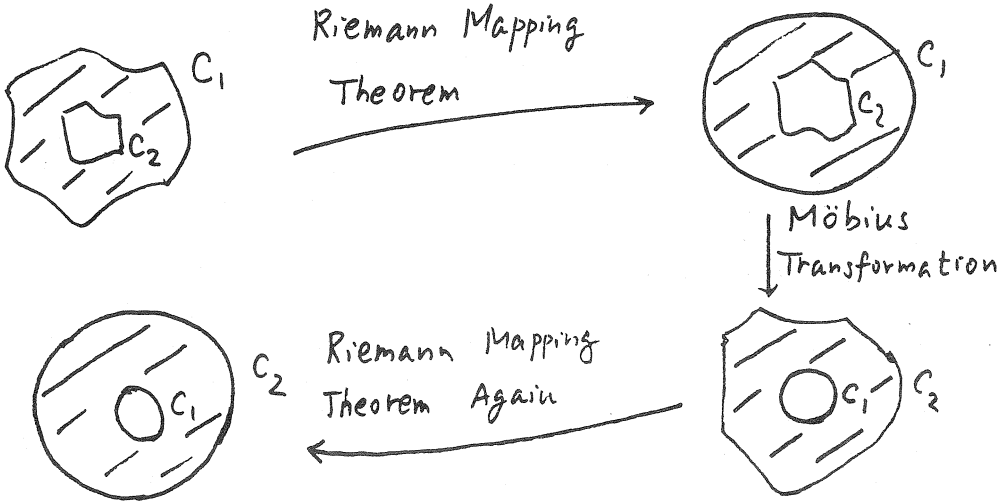 Riemann Mapping
Theorem
C₁
C₂
C₁
C₂
Möbius
Transformation
C₁
C₂
Riemann Mapping
Theorem Again
C₂
C₁